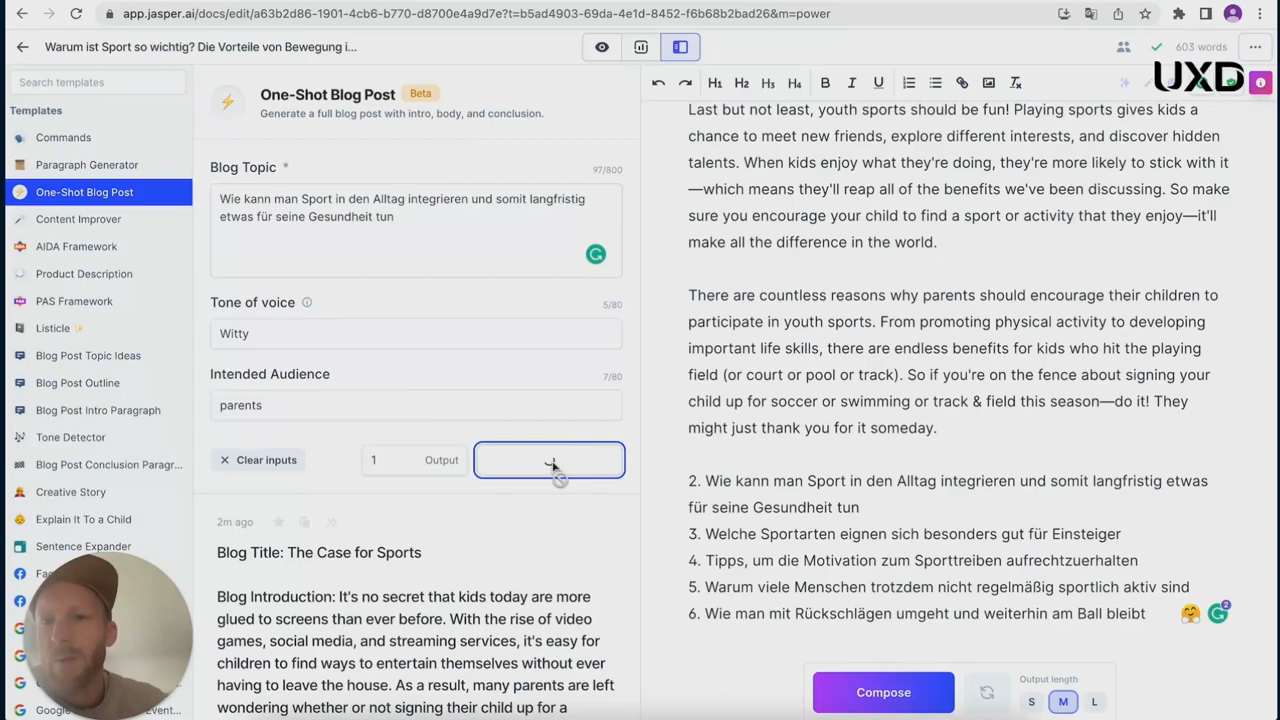 app.jasper.ai/docs/edit/a63b2d86-1901-4cb6-b770-d8700e4a9d7e?t=b5ad4903-69da-4e1d-8452-f6b68b2bad26&m=power
Warum ist Sport so wichtig? Die Vorteile von Bewegung i...
603 words
UXD
Search templates
Templates
Commands
Paragraph Generator
One-Shot Blog Post
Content Improver
AIDA Framework
Product Description
PAS Framework
Listicle ✨
Blog Post Topic Ideas
Blog Post Outline
Blog Post Intro Paragraph
Tone Detector
Blog Post Conclusion Paragr...
Creative Story
Explain It To a Child
Sentence Expander
One-Shot Blog Post
Beta
Generate a full blog post with intro, body, and conclusion.
Blog Topic *
97/800
Wie kann man Sport in den Alltag integrieren und somit langfristig
etwas für seine Gesundheit tun
Tone of voice
5/80
Witty
Intended Audience
7/80
parents
Clear inputs
1 Output
2m ago
Blog Title: The Case for Sports
Blog Introduction: It's no secret that kids today are more
glued to screens than ever before. With the rise of video
games, social media, and streaming services, it's easy for
children to find ways to entertain themselves without ever
having to leave the house. As a result, many parents are left
wondering whether or not signing their child up for a
H1 H2 H3 H4 B I U
Last but not least, youth sports should be fun! Playing sports gives kids a
chance to meet new friends, explore different interests, and discover hidden
talents. When kids enjoy what they're doing, they're more likely to stick with it
—which means they'll reap all of the benefits we've been discussing. So make
sure you encourage your child to find a sport or activity that they enjoy—it'll
make all the difference in the world.
There are countless reasons why parents should encourage their children to
participate in youth sports. From promoting physical activity to developing
important life skills, there are endless benefits for kids who hit the playing
field (or court or pool or track). So if you're on the fence about signing your
child up for soccer or swimming or track & field this season—do it! They
might just thank you for it someday.
2. Wie kann man Sport in den Alltag integrieren und somit langfristig etwas
für seine Gesundheit tun
3. Welche Sportarten eignen sich besonders gut für Einsteiger
4. Tipps, um die Motivation zum Sporttreiben aufrechtzuerhalten
5. Warum viele Menschen trotzdem nicht regelmäßig sportlich aktiv sind
6. Wie man mit Rückschlägen umgeht und weiterhin am Ball bleibt
2
Compose
Output length
S M L